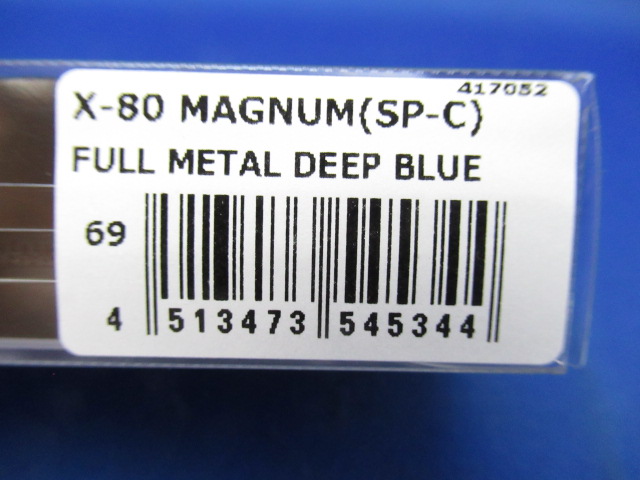 417052
X-80 MAGNUM(SP-C)
FULL METAL DEEP BLUE
69
4 513473 545344